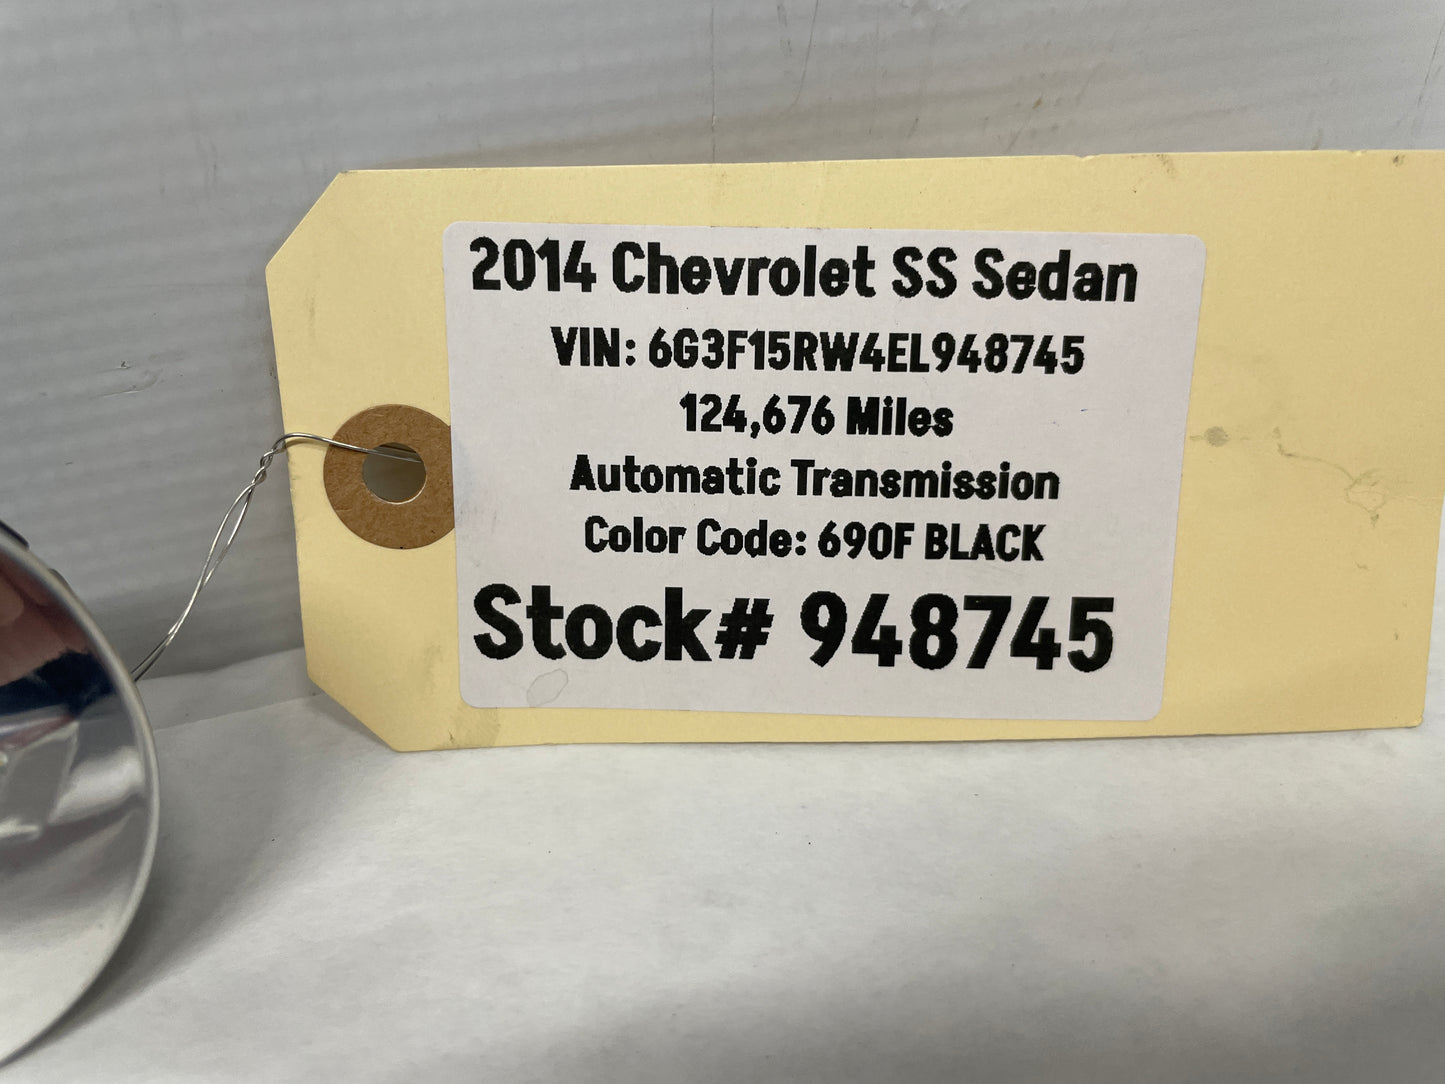 2014 Chevrolet SS Sedan
VIN: 6G3F15RW4EL948745
124,676 Miles
Automatic Transmission
Color Code: 690F BLACK
Stock# 948745